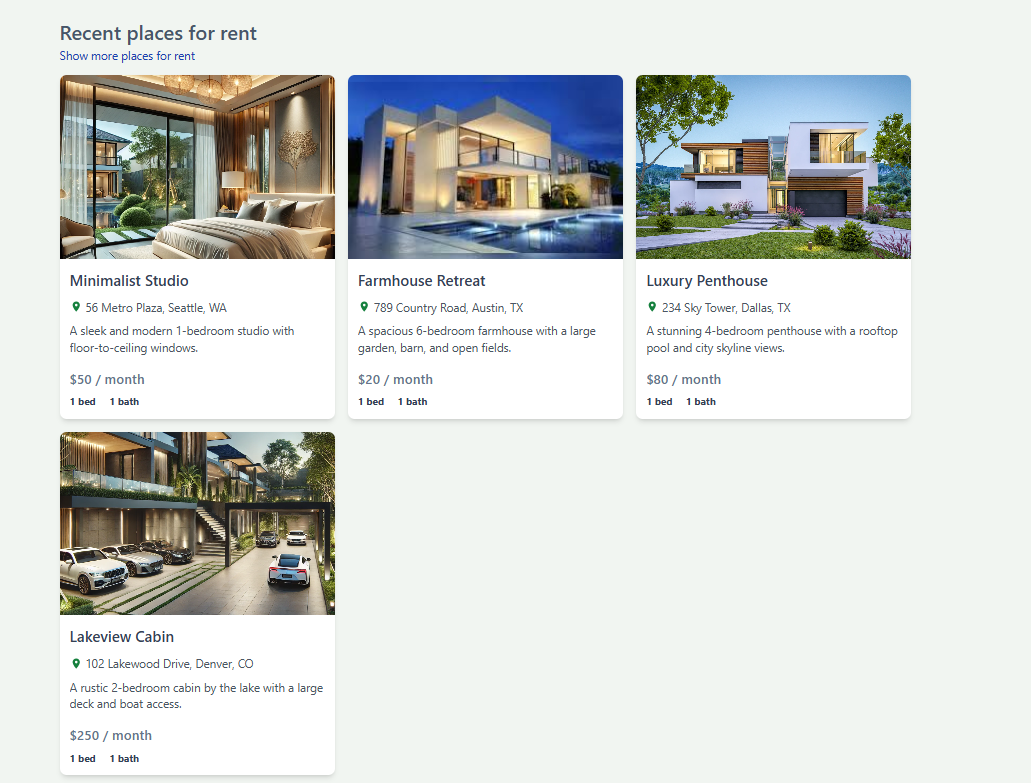 Recent places for rent
Show more places for rent
Minimalist Studio
56 Metro Plaza, Seattle, WA
A sleek and modern 1-bedroom studio with
floor-to-ceiling windows.
$50 / month
1 bed 1 bath
Farmhouse Retreat
789 Country Road, Austin, TX
A spacious 6-bedroom farmhouse with a large
garden, barn, and open fields.
$20 / month
1 bed 1 bath
Luxury Penthouse
234 Sky Tower, Dallas, TX
A stunning 4-bedroom penthouse with a rooftop
pool and city skyline views.
$80 / month
1 bed 1 bath
Lakeview Cabin
102 Lakewood Drive, Denver, CO
A rustic 2-bedroom cabin by the lake with a large
deck and boat access.
$250 / month
1 bed 1 bath